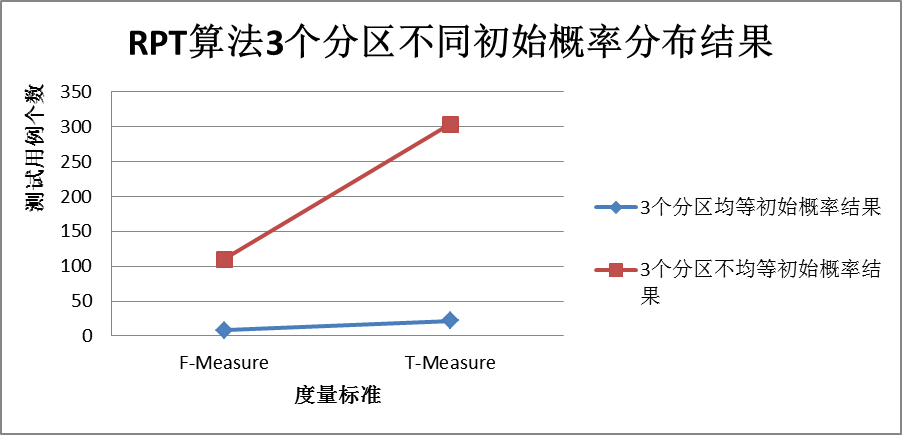 RPT算法3个分区不同初始概率分布结果
测试用例个数
350
300
250
200
150
100
50
0
F-Measure
T-Measure
度量标准
3个分区均等初始概率结果
3个分区不均等初始概率结
果